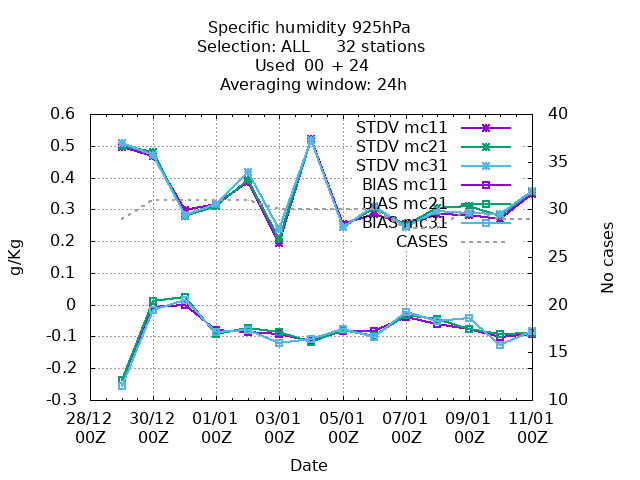 Specific humidity 925hPa
Selection: ALL 32 stations
Used 00 + 24
Averaging window: 24h
0.6
0.5
0.4
0.3
0.2
0.1
0
-0.1
-0.2
-0.3
g/Kg
STDV mc11
STDV mc21
STDV mc31
BIAS mc11
BIAS mc21
BIAS mc31
CASES
40
35
30
25
20
15
10
No cases
28/12 30/12 01/01 03/01 05/01 07/01 09/01 11/01
00Z 00Z 00Z 00Z 00Z 00Z 00Z 00Z
Date